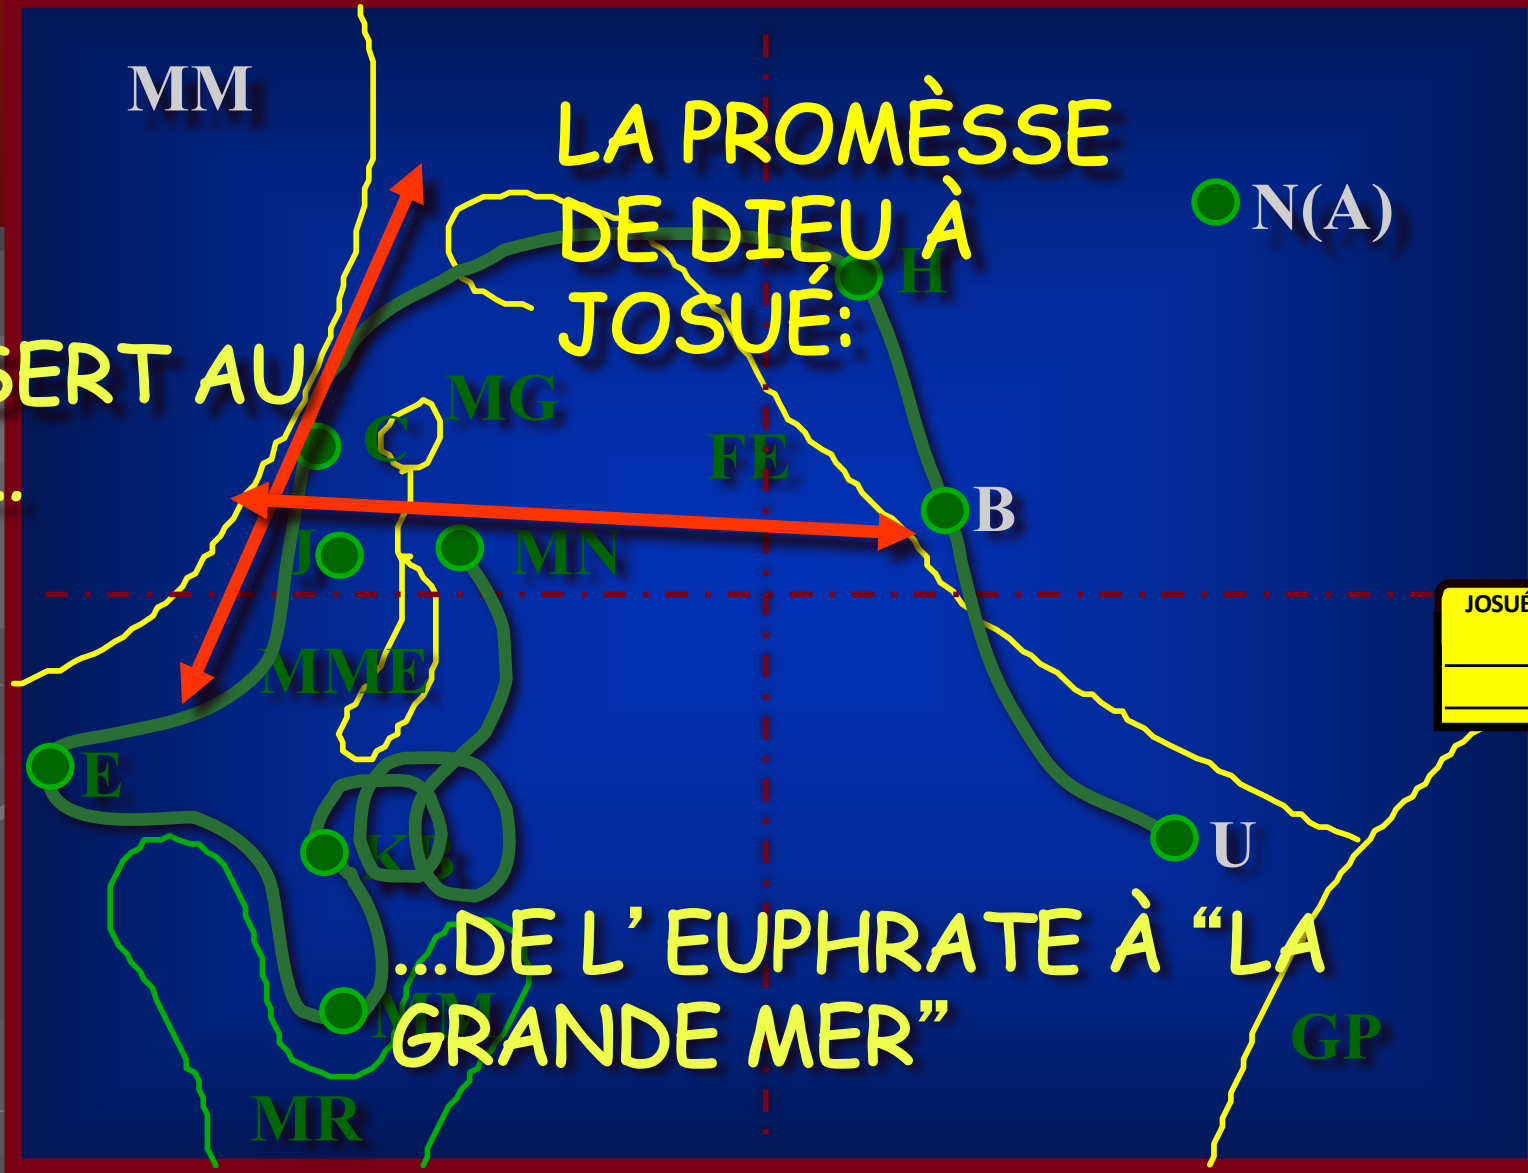 MM
LA PROMÈSSE
DE DIEU À
JOSUÉ:
N(A)
H
SERT AU
MG
C
FE
..
B
J
MN
JOSUÉ
MME
E
U
KB
...DE L’EUPHRATE À “LA
GRANDE MER”
MM
GP
MR